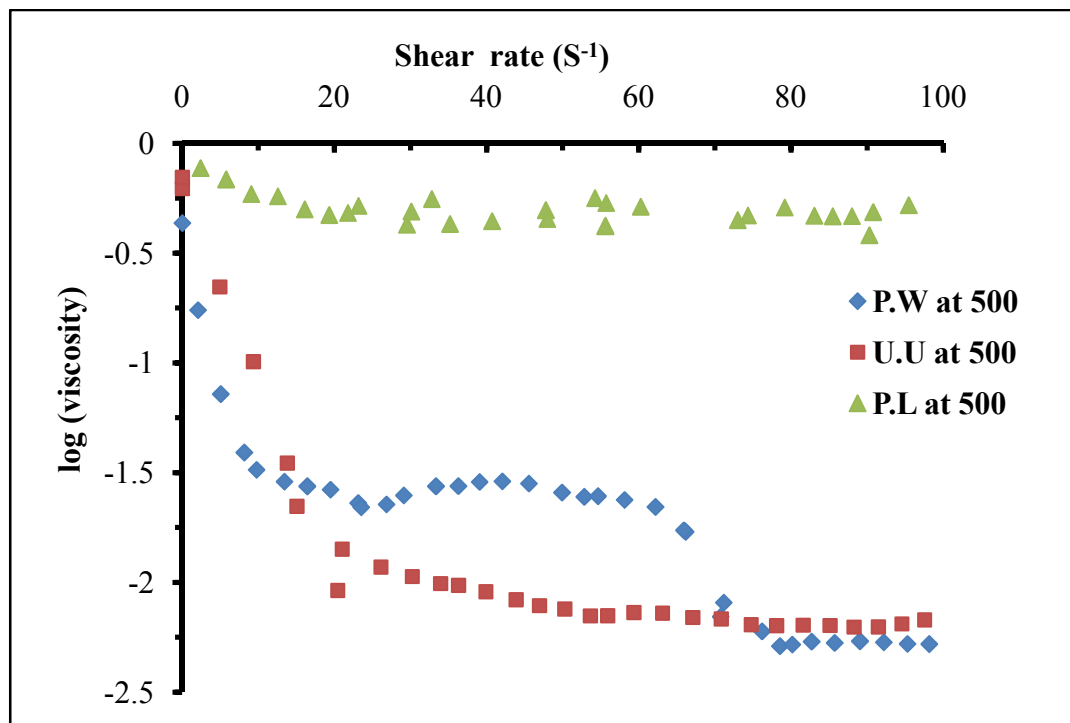 Shear rate (S⁻¹)
0 20 40 60 80 100
0
-0.5
-1
-1.5
-2
-2.5
log (viscosity)
P.W at 500
U.U at 500
P.L at 500